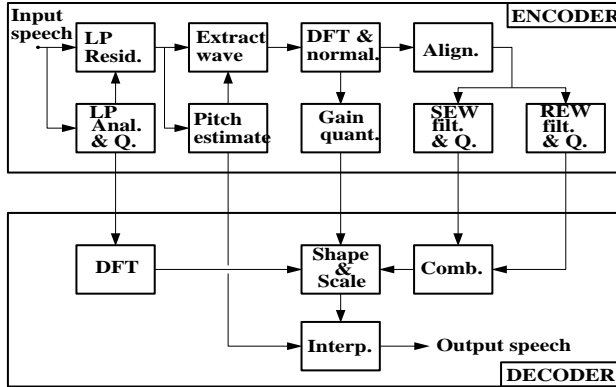 Input
speech
ENCODER
LP
Resid.
Extract
wave
DFT &
normal.
Align.
LP
Anal.
& Q.
Pitch
estimate
Gain
quant.
SEW
filt.
& Q.
REW
filt.
& Q.
DFT
Shape
&
Scale
Comb.
Interp.
Output speech
DECODER